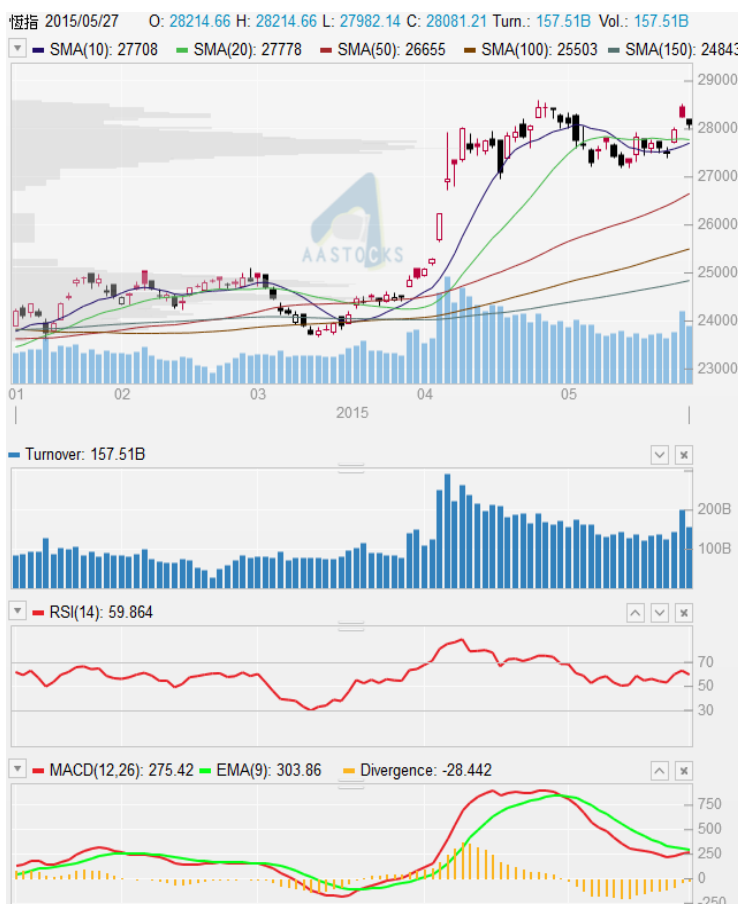 恆指 2015/05/27 O: 28214.66 H: 28214.66 L: 27982.14 C: 28081.21 Turn.: 157.51B Vol.: 157.51B
SMA(10): 27708 SMA(20): 27778 SMA(50): 26655 SMA(100): 25503 SMA(150): 24843
29000
28000
27000
26000
AASTOCKS
25000
24000
23000
01 02 03 04 05
2015
Turnover: 157.51B
200B
100B
RSI(14): 59.864
70
50
30
MACD(12,26): 275.42 EMA(9): 303.86 Divergence: -28.442
750
500
250
0
-250